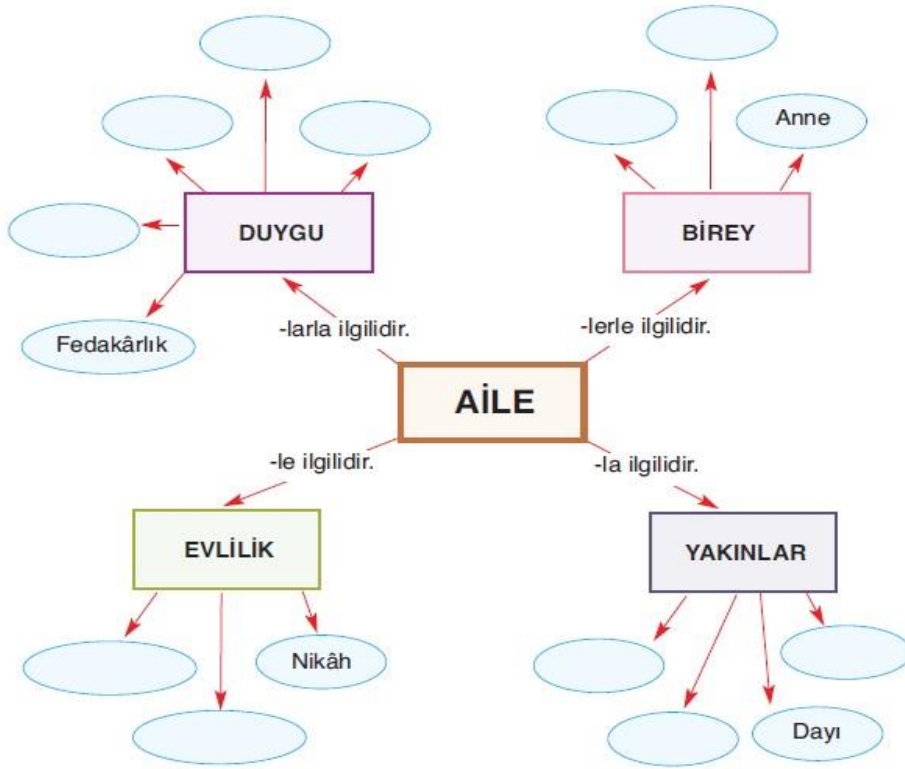 Anne
DUYGU
BİREY
Fedakârlık
-larla ilgilidir.
-lerle ilgilidir.
AİLE
-le ilgilidir.
-la ilgilidir.
EVLİLİK
YAKINLAR
Nikâh
Dayı